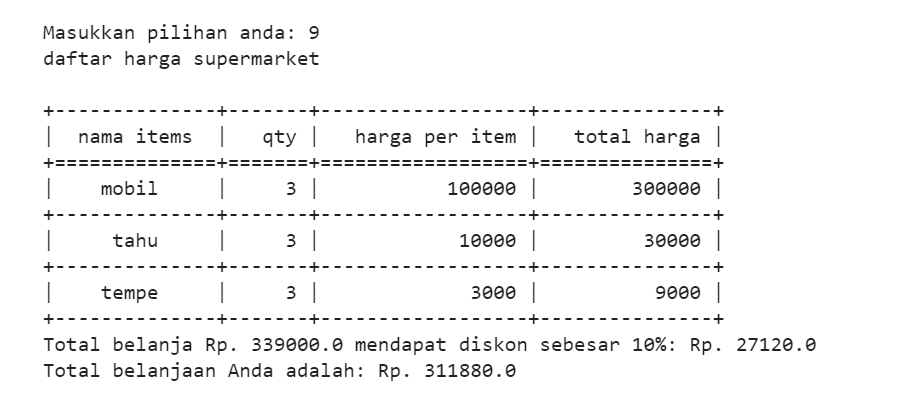 Masukkan pilihan anda: 9
daftar harga supermarket
+--------------+-------+------------------+---------------+
| nama items | qty | harga per item | total harga |
+==============+=======+==================+===============+
| mobil | 3 | 100000 | 300000 |
+--------------+-------+------------------+---------------+
| tahu | 3 | 10000 | 30000 |
+--------------+-------+------------------+---------------+
| tempe | 3 | 3000 | 9000 |
+--------------+-------+------------------+---------------+
Total belanja Rp. 339000.0 mendapat diskon sebesar 10%: Rp. 27120.0
Total belanjaan Anda adalah: Rp. 311880.0